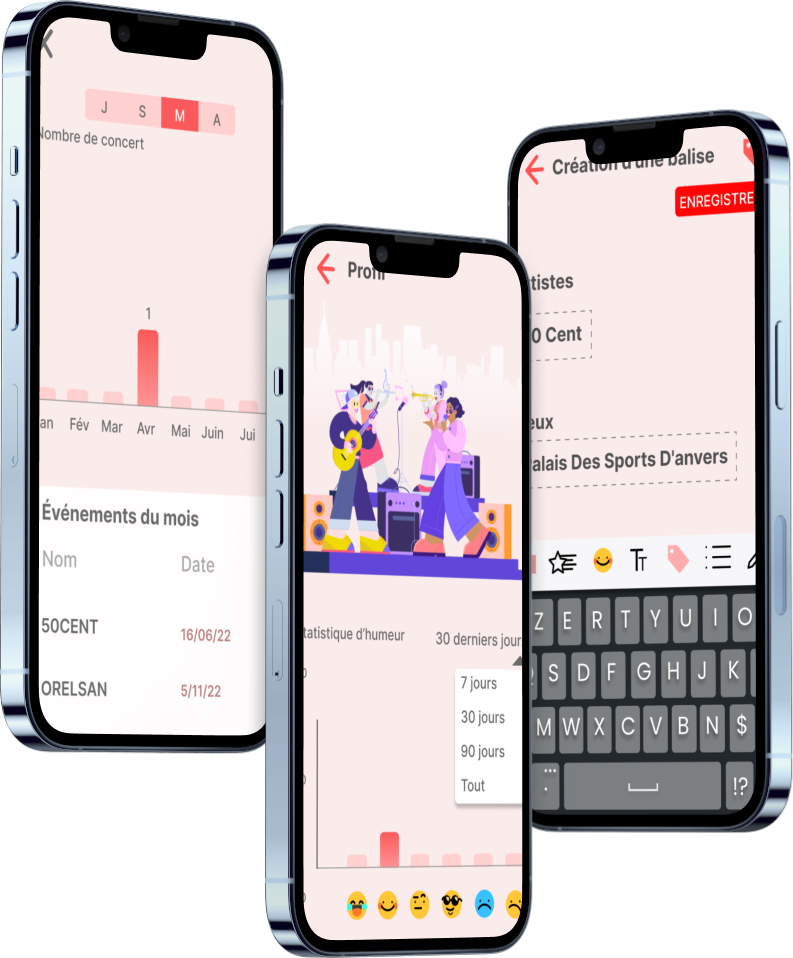 J S M A
Nombre de concert
1
an Fév Mar Avr Mai Juin Jui
Événements du mois
Nom Date
50CENT 16/06/22
ORELSAN 5/11/22
Profil
tatistique d'humeur 30 derniers jour
7 jours
30 jours
90 jours
Tout
Création d'une balise
ENREGISTRE
tistes
0 Cent
eux
alais Des Sports D'anvers
TT
Z E R T Y U I O
S D F G H J K
M W X C V B N $
!?